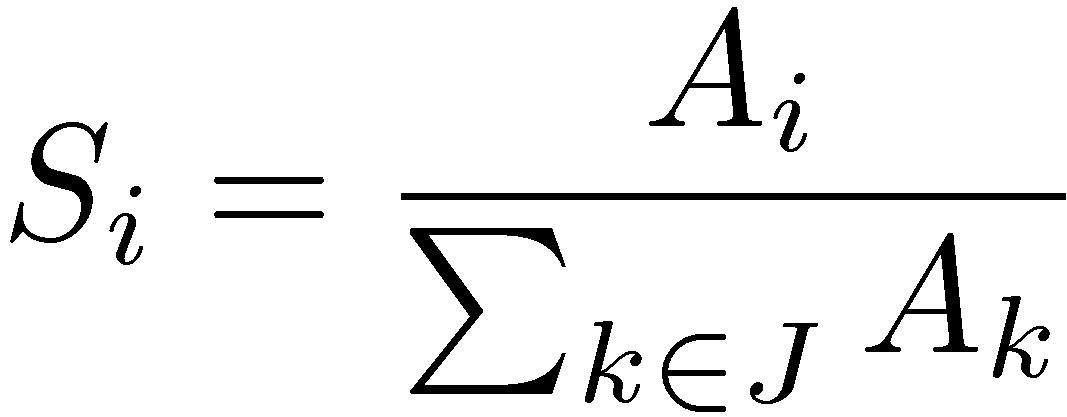 S_i = \frac{A_i}{\sum_{k \in J} A_k}